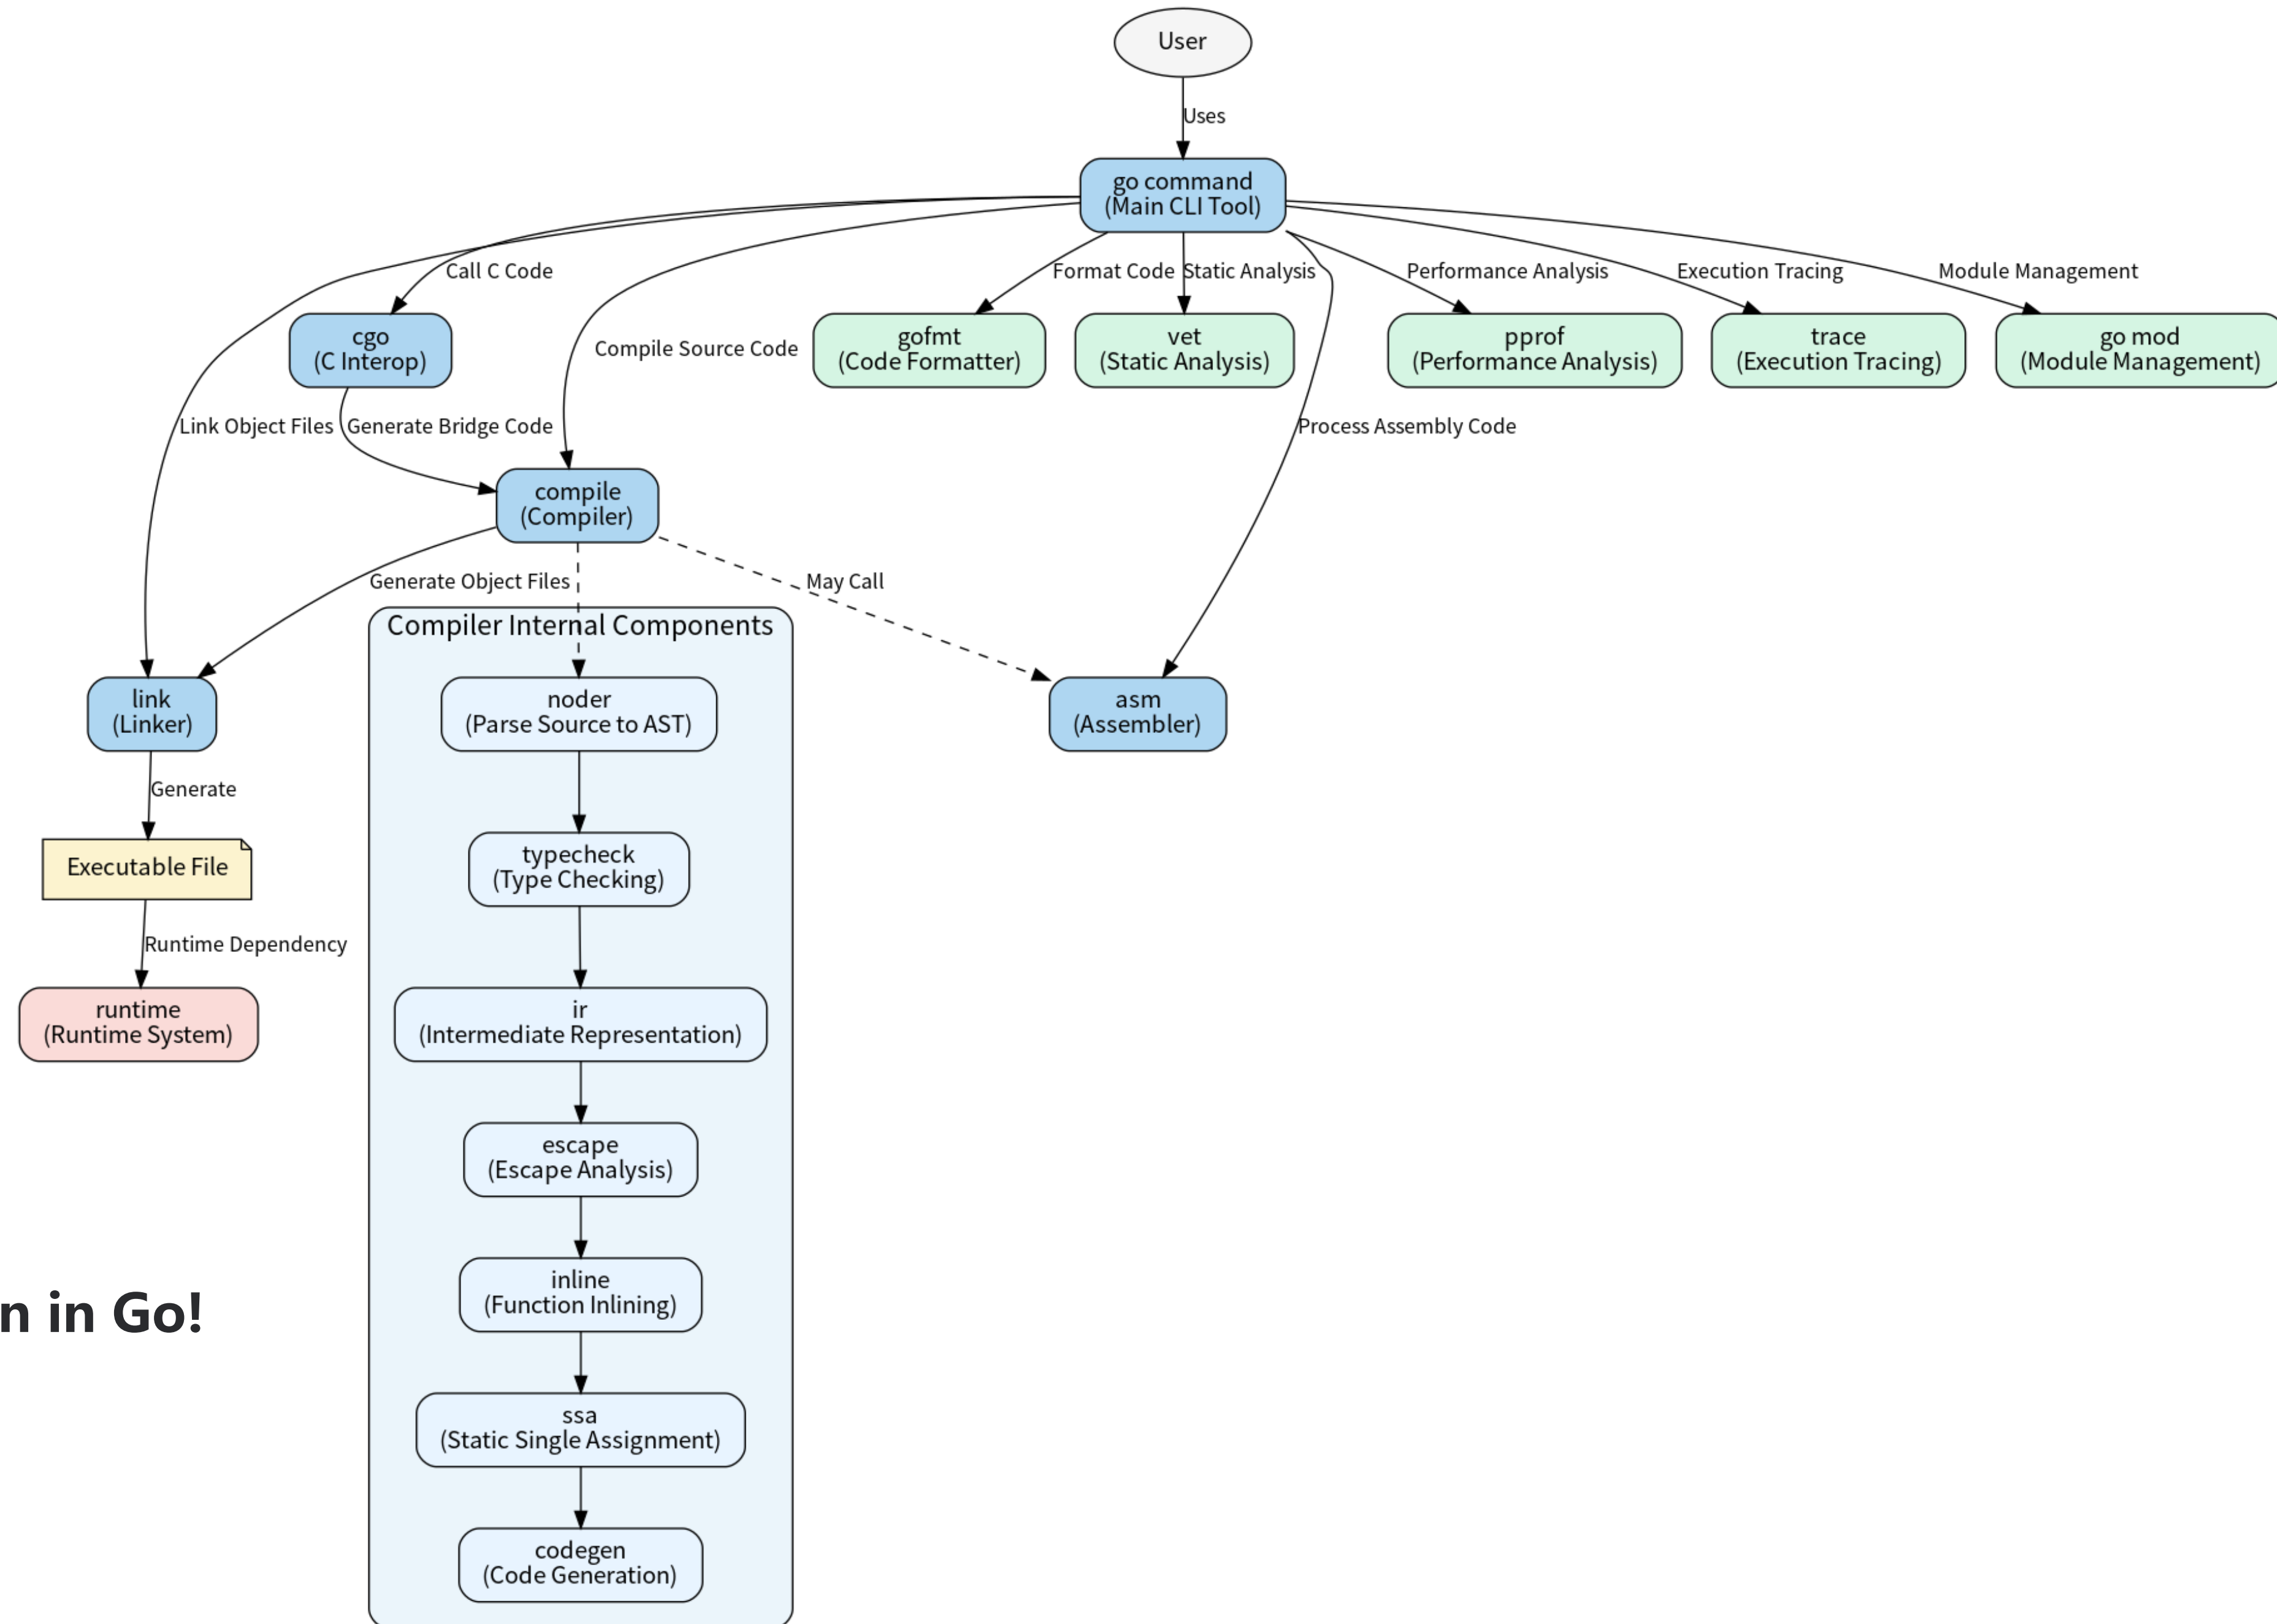 User
Uses
go command
(Main CLI Tool)
Call C Code
Format Code
Static Analysis
Performance Analysis
Execution Tracing
Module Management
cgo
(C Interop)
Compile Source Code
gofmt
(Code Formatter)
vet
(Static Analysis)
pprof
(Performance Analysis)
trace
(Execution Tracing)
go mod
(Module Management)
Link Object Files
Generate Bridge Code
Process Assembly Code
compile
(Compiler)
Generate Object Files
May Call
Compiler Internal Components
link
(Linker)
noder
(Parse Source to AST)
asm
(Assembler)
Generate
Executable File
typecheck
(Type Checking)
Runtime Dependency
runtime
(Runtime System)
ir
(Intermediate Representation)
escape
(Escape Analysis)
inline
(Function Inlining)
n in Go!
ssa
(Static Single Assignment)
codegen
(Code Generation)